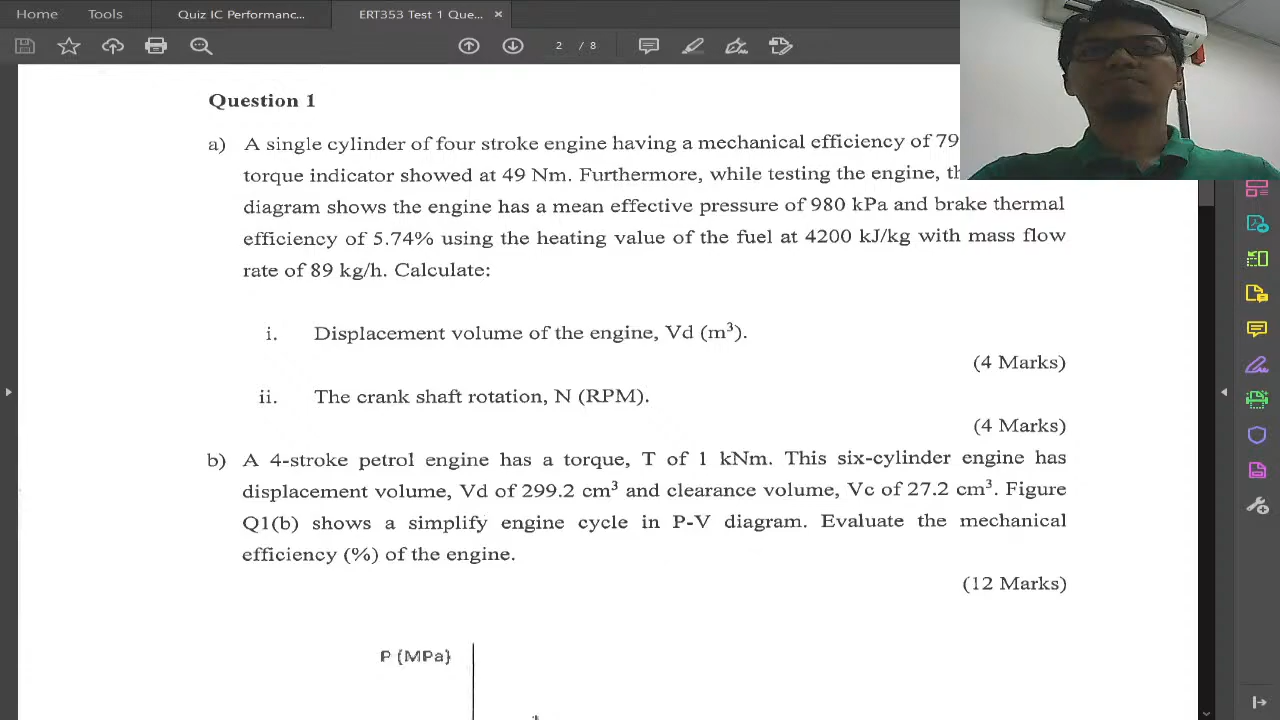 Home Tools Quiz IC Performanc... ERT353 Test 1 Que... ×
2 / 8
Question 1
a) A single cylinder of four stroke engine having a mechanical efficiency of 79
torque indicator showed at 49 Nm. Furthermore, while testing the engine,
diagram shows the engine has a mean effective pressure of 980 kPa and brake thermal
efficiency of 5.74% using the heating value of the fuel at 4200 kJ/kg with mass flow
rate of 89 kg/h. Calculate:
i. Displacement volume of the engine, Vd (m³).
(4 Marks)
ii. The crank shaft rotation, N (RPM).
(4 Marks)
b) A 4-stroke petrol engine has a torque, T of 1 kNm. This six-cylinder engine has
displacement volume, Vd of 299.2 cm³ and clearance volume, Vc of 27.2 cm³. Figure
Q1(b) shows a simplify engine cycle in P-V diagram. Evaluate the mechanical
efficiency (%) of the engine.
(12 Marks)
P (MPa)